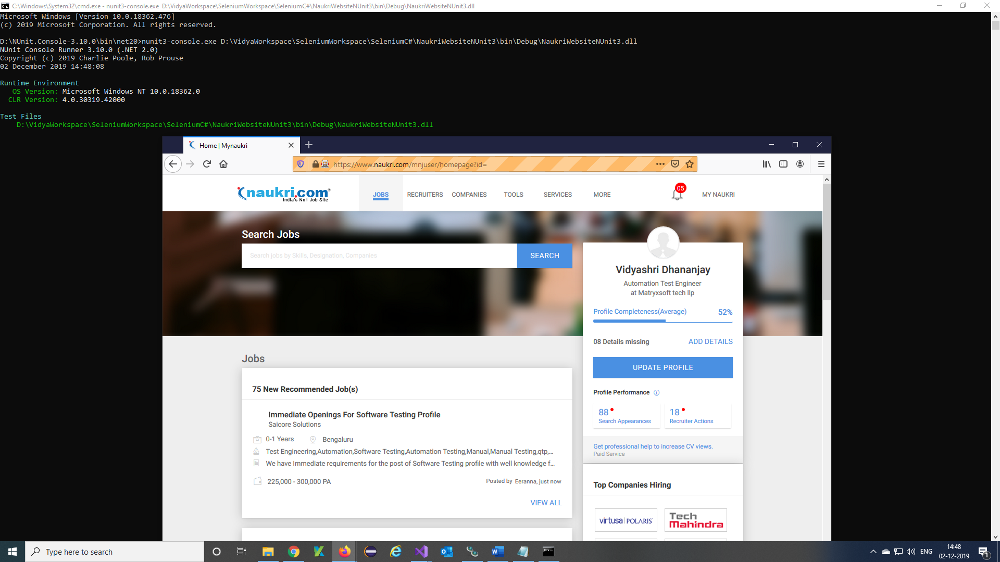 C:\Windows\System32\cmd.exe - nunit3-console.exe  D:\VidyaWorkspace\SeleniumWorkspace\SeleniumC#\NaukriWebsiteNUnit3\bin\Debug\NaukriWebsiteNUnit3.dll
Microsoft Windows [Version 10.0.18362.476]
(c) 2019 Microsoft Corporation. All rights reserved.
D:\NUnit.Console-3.10.0\bin\net20>nunit3-console.exe D:\VidyaWorkspace\SeleniumWorkspace\SeleniumC#\NaukriWebsiteNUnit3\bin\Debug\NaukriWebsiteNUnit3.dll
NUnit Console Runner 3.10.0 (.NET 2.0)
Copyright (c) 2019 Charlie Poole, Rob Prouse
02 December 2019 14:48:08
Runtime Environment
OS Version: Microsoft Windows NT 10.0.18362.0
CLR Version: 4.0.30319.42000
Test Files
D:\VidyaWorkspace\SeleniumWorkspace\SeleniumC#\NaukriWebsiteNUnit3\bin\Debug\NaukriWebsiteNUnit3.dll
Home | Mynaukri
https://www.naukri.com/mnjuser/homepage?id=
naukri.com
India's No1 Job Site
JOBS RECRUITERS COMPANIES TOOLS SERVICES MORE 05 MY NAUKRI
Search Jobs
Search jobs by Skills, Designation, Companies SEARCH
Vidyashri Dhananjay
Automation Test Engineer
at Matryxsoft tech llp
Profile Completeness(Average) 52%
08 Details missing ADD DETAILS
UPDATE PROFILE
Profile Performance
88 18
Search Appearances Recruiter Actions
Get professional help to increase CV views.
Paid Service
Top Companies Hiring
virtusa | POLARIS
Tech Mahindra
Jobs
75 New Recommended Job(s)
Immediate Openings For Software Testing Profile
Saicore Solutions
0-1 Years Bengaluru
Test Engineering,Automation,Software Testing,Automation Testing,Manual,Manual Testing,qtp,...
We have Immediate requirements for the post of Software Testing profile with well knowledge f...
225,000 - 300,000 PA Posted by Eeranna, just now
VIEW ALL
Type here to search
ENG
14:48
02-12-2019
1